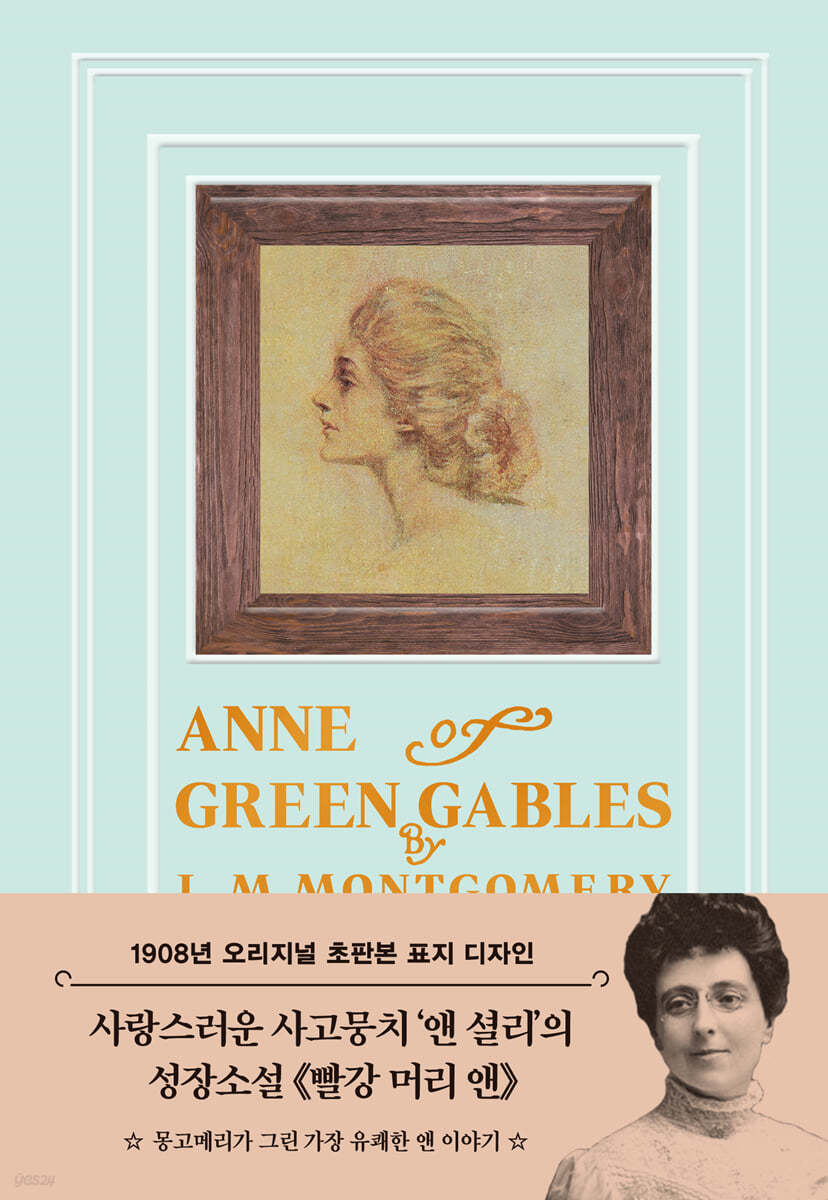 ANNE of
GREEN GABLES
By
L. M. MONTGOMERY
1908년 오리지널 초판본 표지 디자인
사랑스러운 사고뭉치 ‘앤 셜리’의
성장소설 《빨강 머리 앤》
☆ 몽고메리가 그린 가장 유쾌한 앤 이야기 ☆
yes24